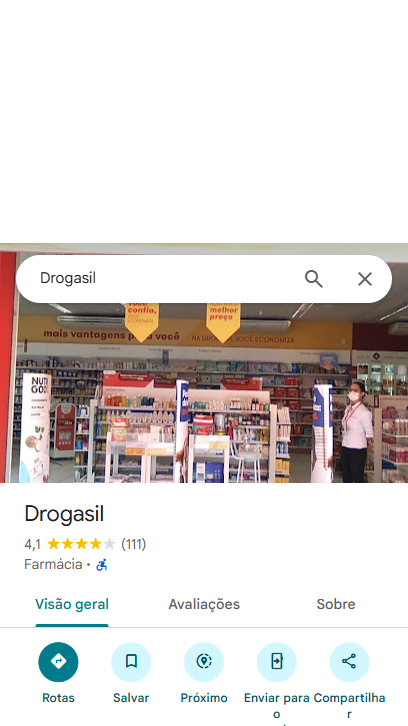 Drogasil
você
confia,
melhor
preço
mais vantagens para você
NA DROGASIL VOCÊ ECONOMIZA
Drogasil
4,1 (111)
Farmácia •
Visão geral Avaliações Sobre
Rotas Salvar Próximo Enviar para o Compartilhar